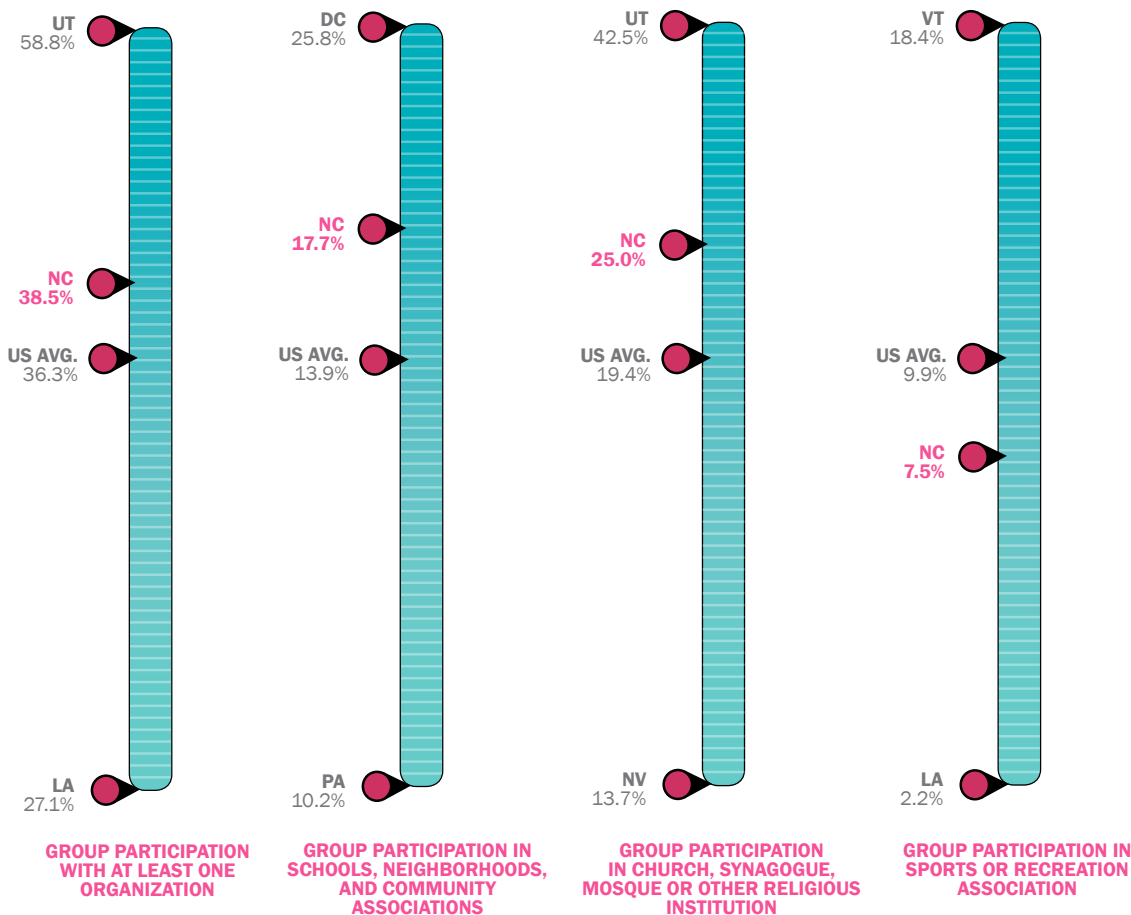 UT
58.8%
NC
38.5%
US AVG.
36.3%
LA
27.1%
GROUP PARTICIPATION
WITH AT LEAST ONE
ORGANIZATION
DC
25.8%
NC
17.7%
US AVG.
13.9%
PA
10.2%
GROUP PARTICIPATION IN
SCHOOLS, NEIGHBORHOODS,
AND COMMUNITY
ASSOCIATIONS
UT
42.5%
NC
25.0%
US AVG.
19.4%
NV
13.7%
GROUP PARTICIPATION
IN CHURCH, SYNAGOGUE,
MOSQUE OR OTHER RELIGIOUS
INSTITUTION
VT
18.4%
US AVG.
9.9%
NC
7.5%
LA
2.2%
GROUP PARTICIPATION IN
SPORTS OR RECREATION
ASSOCIATION